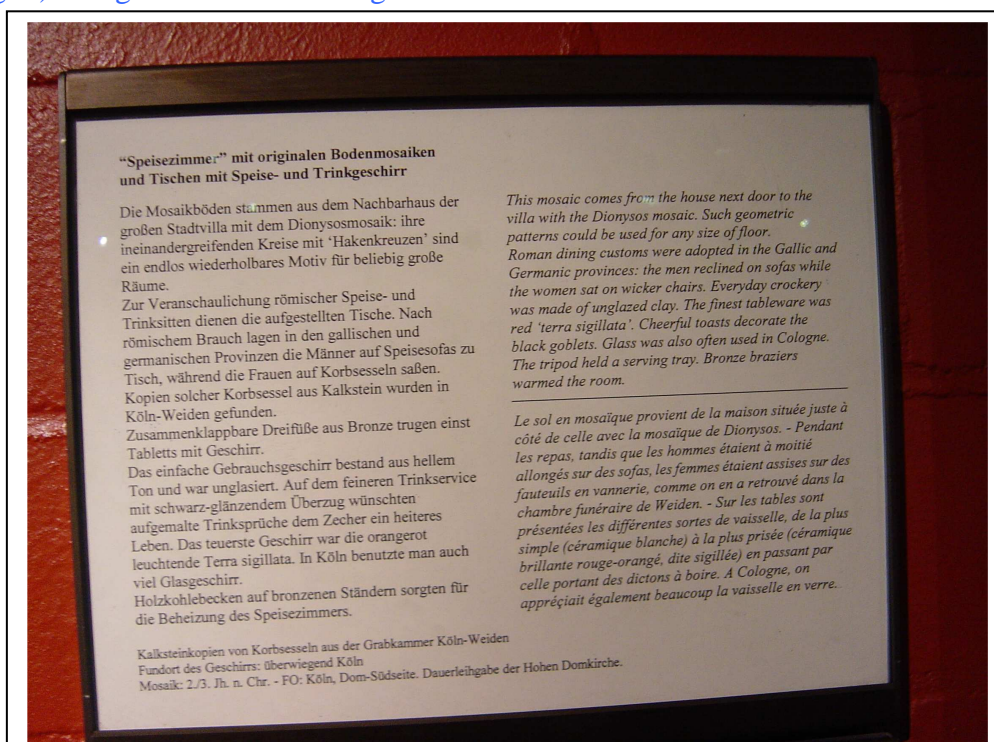 “Speisezimmer” mit originalen Bodenmosaiken
und Tischen mit Speise- und Trinkgeschirr
Die Mosaikböden stammen aus dem Nachbarhaus der
großen Stadtvilla mit dem Dionysosmosaik: ihre
ineinandergreifenden Kreise mit ‘Hakenkreuzen’ sind
ein endlos wiederholbares Motiv für beliebig große
Räume.
Zur Veranschaulichung römischer Speise- und
Trinksitten dienen die aufgestellten Tische. Nach
römischem Brauch lagen in den gallischen und
germanischen Provinzen die Männer auf Speisesofas zu
Tisch, während die Frauen auf Korbsesseln saßen.
Kopien solcher Korbsessel aus Kalkstein wurden in
Köln-Weiden gefunden.
Zusammenklappbare Dreifüße aus Bronze trugen einst
Tabletts mit Geschirr.
Das einfache Gebrauchsgeschirr bestand aus hellem
Ton und war unglasiert. Auf dem feineren Trinkservice
mit schwarz-glänzendem Überzug wünschten
aufgemalte Trinksprüche dem Zecher ein heiteres
Leben. Das teuerste Geschirr war die orangerot
leuchtende Terra sigillata. In Köln benutzte man auch
viel Glasgeschirr.
Holzkohlebecken auf bronzenen Ständern sorgten für
die Beheizung des Speisezimmers.
This mosaic comes from the house next door to the
villa with the Dionysos mosaic. Such geometric
patterns could be used for any size of floor.
Roman dining customs were adopted in the Gallic and
Germanic provinces: the men reclined on sofas while
the women sat on wicker chairs. Everyday crockery
was made of unglazed clay. The finest tableware was
red ‘terra sigillata’. Cheerful toasts decorate the
black goblets. Glass was also often used in Cologne.
The tripod held a serving tray. Bronze braziers
warmed the room.
Le sol en mosaïque provient de la maison située juste à
côté de celle avec la mosaïque de Dionysos. - Pendant
les repas, tandis que les hommes étaient à moitié
allongés sur des sofas, les femmes étaient assises sur des
fauteuils en vannerie, comme on en a retrouvé dans la
chambre funéraire de Weiden. - Sur les tables sont
présentées les différentes sortes de vaisselle, de la plus
simple (céramique blanche) à la plus prisée (céramique
brillante rouge-orangé, dite sigillée) en passant par
celle portant des dictons à boire. A Cologne, on
appréçiait également beaucoup la vaisselle en verre.
Kalksteinkopien von Korbsesseln aus der Grabkammer Köln-Weiden
Fundort des Geschirrs: überwiegend Köln
Mosaik: 2./3. Jh. n. Chr. - FO: Köln, Dom-Südseite. Dauerleihgabe der Hohen Domkirche.